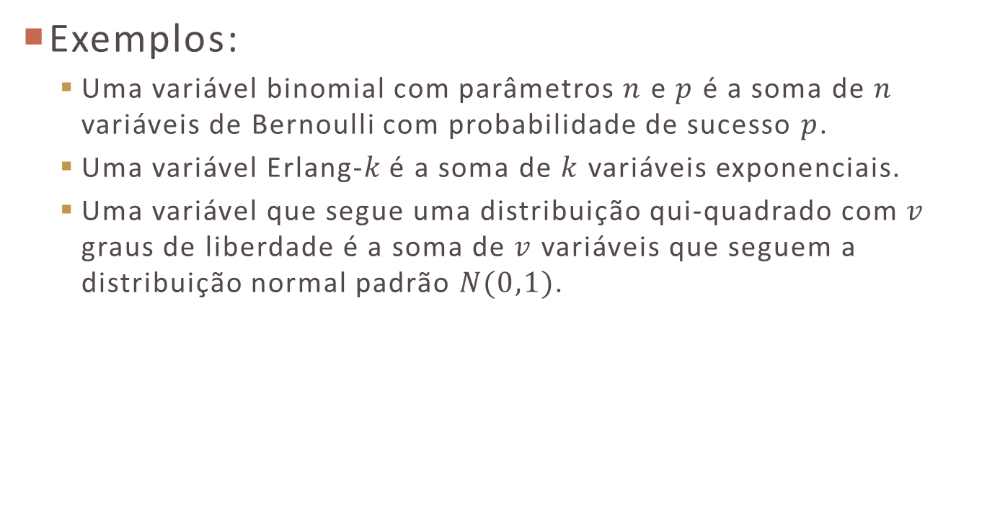 Exemplos:
Uma variável binomial com parâmetros n e p é a soma de n
variáveis de Bernoulli com probabilidade de sucesso p.
Uma variável Erlang-k é a soma de k variáveis exponenciais.
Uma variável que segue uma distribuição qui-quadrado com v
graus de liberdade é a soma de v variáveis que seguem a
distribuição normal padrão N(0,1).